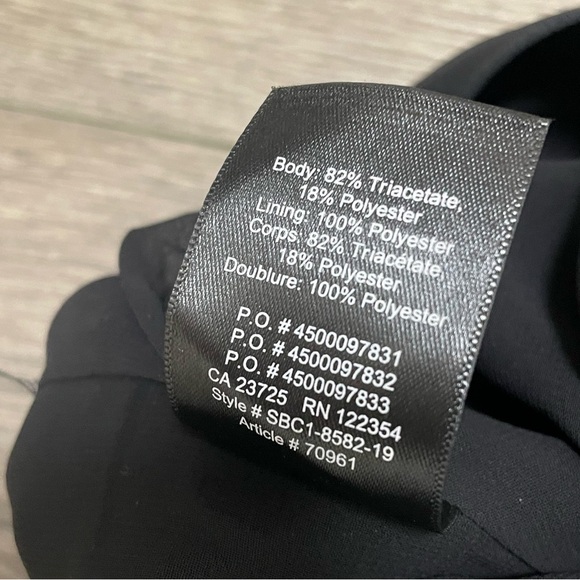 Body: 82% Triacetate,
18% Polyester
Lining: 100% Polyester
Corps: 82% Triacétate,
18% Polyester
Doublure: 100% Polyester
P.O. # 4500097831
P.O. # 4500097832
P.O. # 4500097833
CA 23725 RN 122354
Style # SBC1-8582-19
Article # 70961